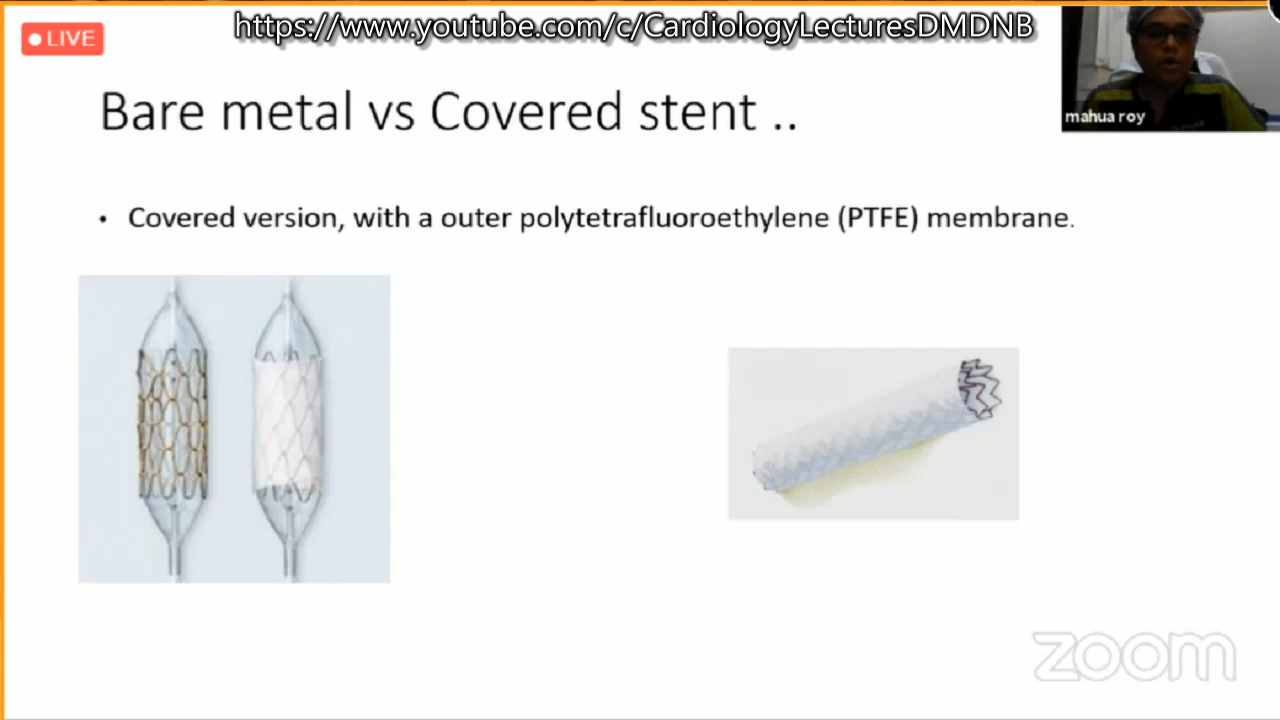 https://www.youtube.com/c/CardiologyLecturesDMDNB
LIVE
Bare metal vs Covered stent ..
mahua roy
• Covered version, with a outer polytetrafluoroethylene (PTFE) membrane.
zoom